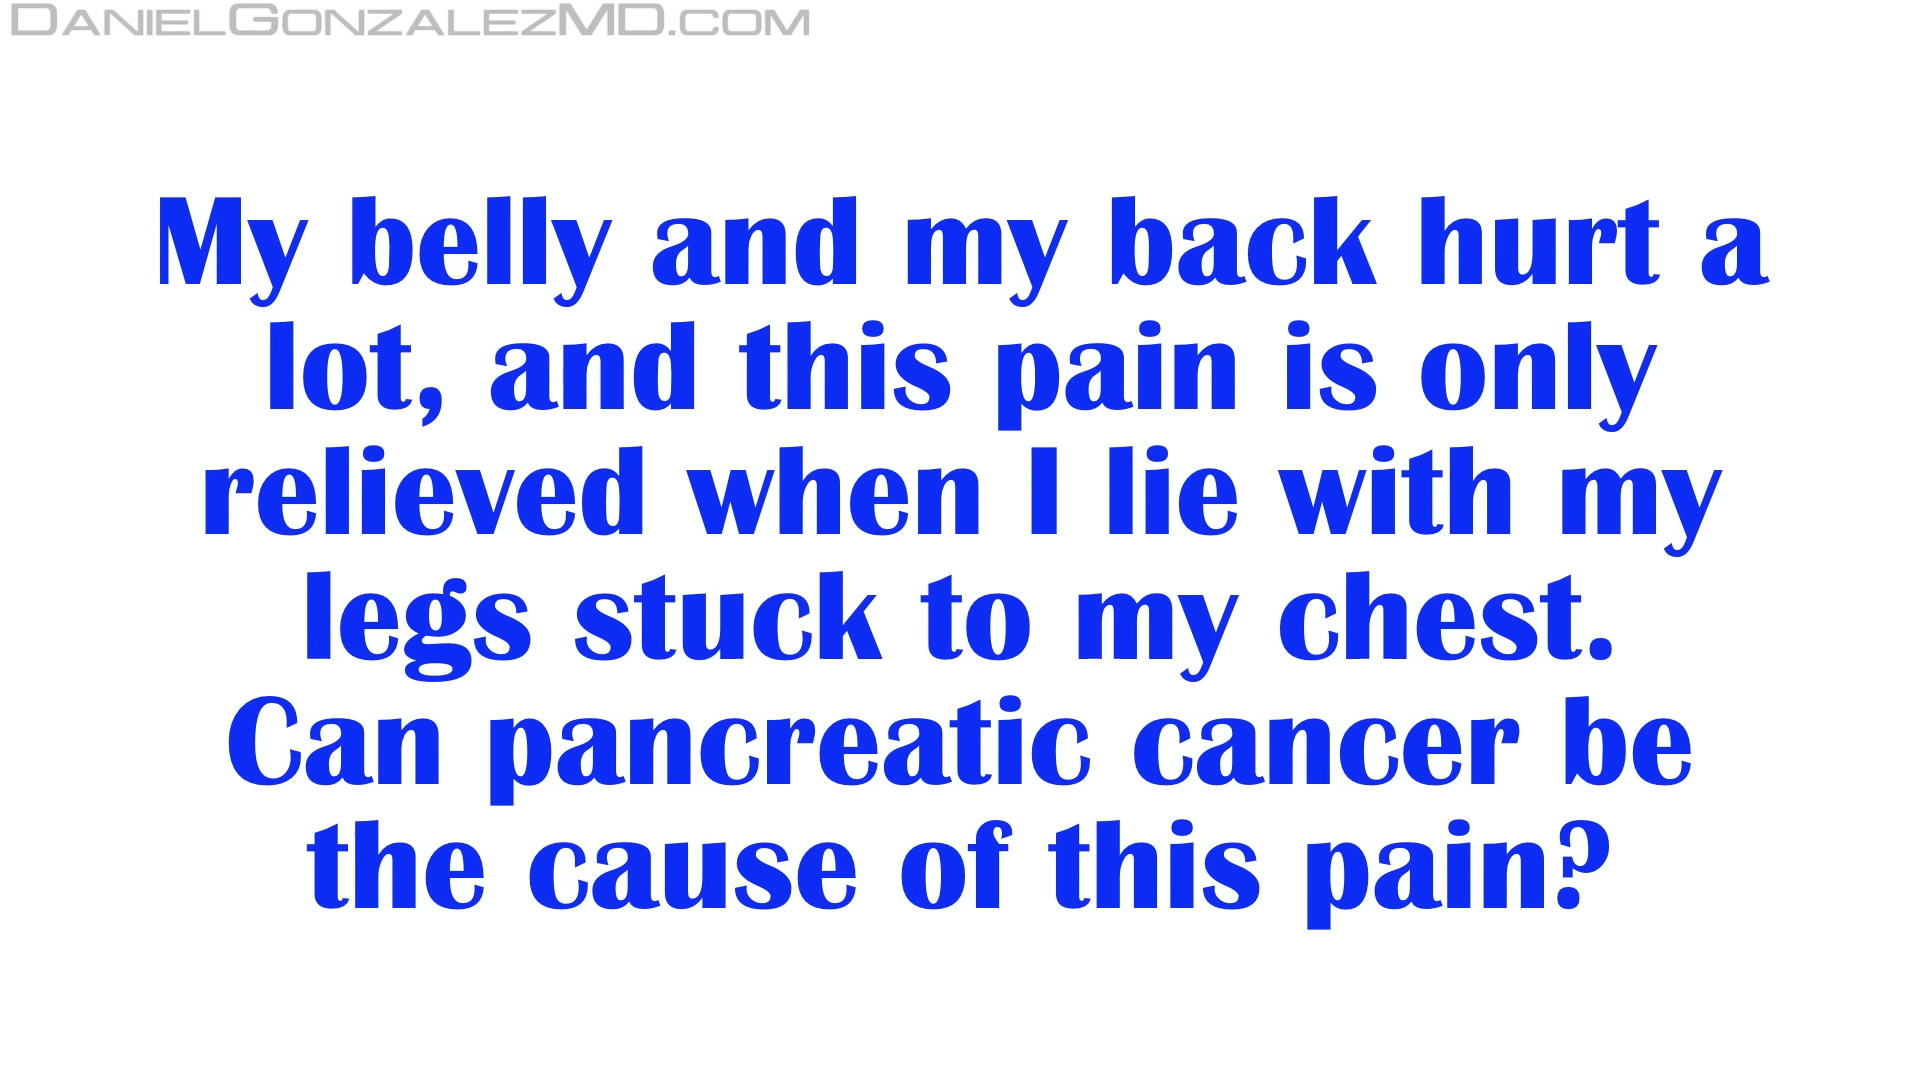 DanielGonzalezMD.com
My belly and my back hurt a
lot, and this pain is only
relieved when I lie with my
legs stuck to my chest.
Can pancreatic cancer be
the cause of this pain?